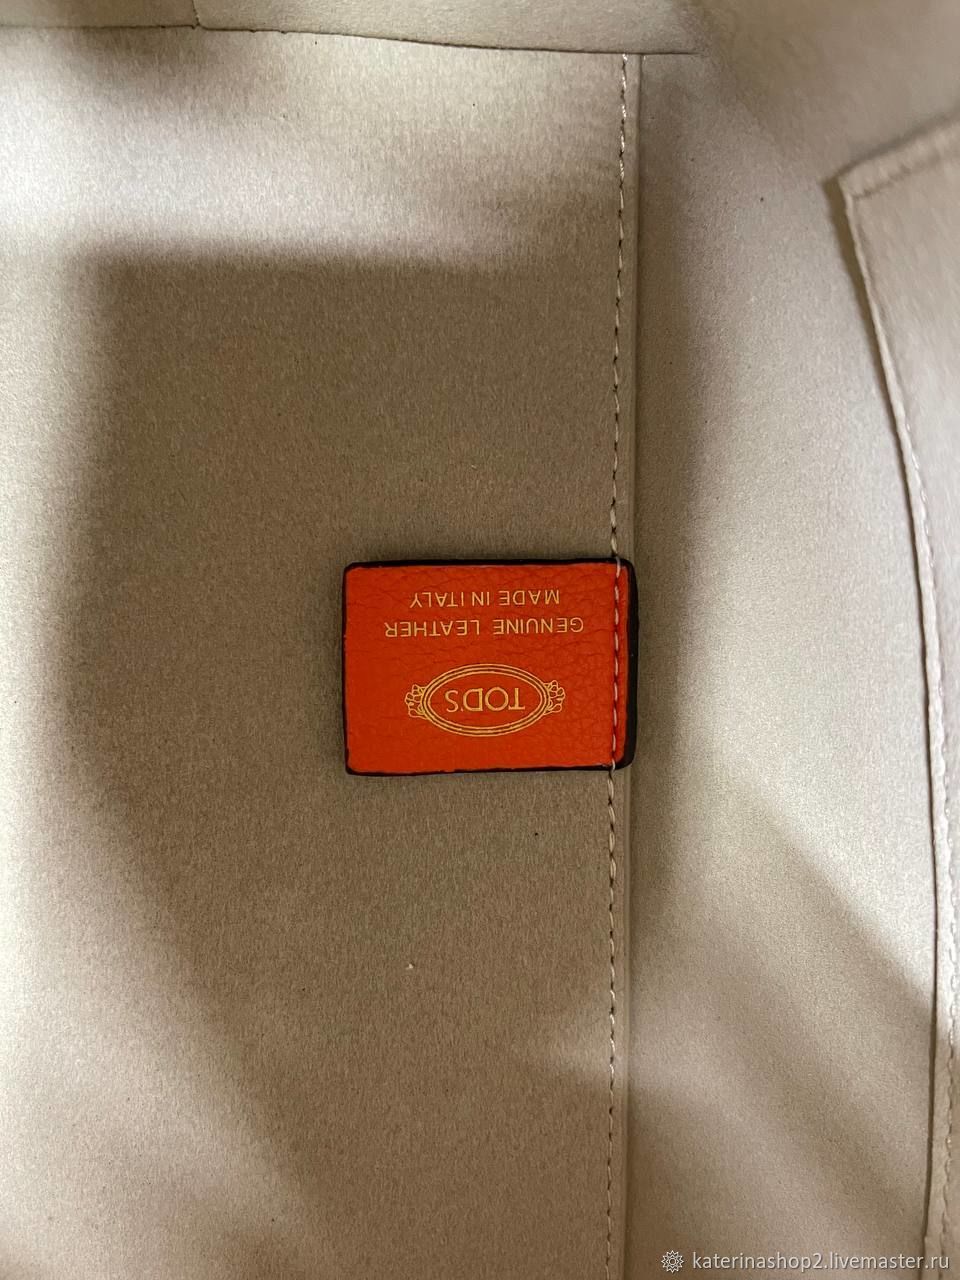 TOD'S
GENUINE LEATHER
MADE IN ITALY
katerinashop2.livemaster.ru